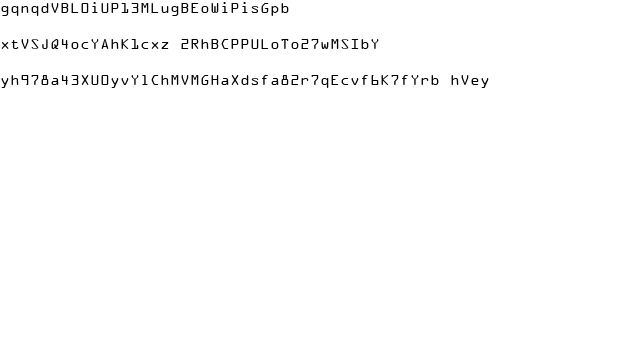 gqnqdVBLOiUP13MLugBEoWiPisGpb
xtVSJQ4ocYAhK1cxz 2RhBCPPULoTo27wMSIbY
yh978a43XUOyvY1ChMVMGHaXdsfa82r7qEcvf6K7fYrb hVey